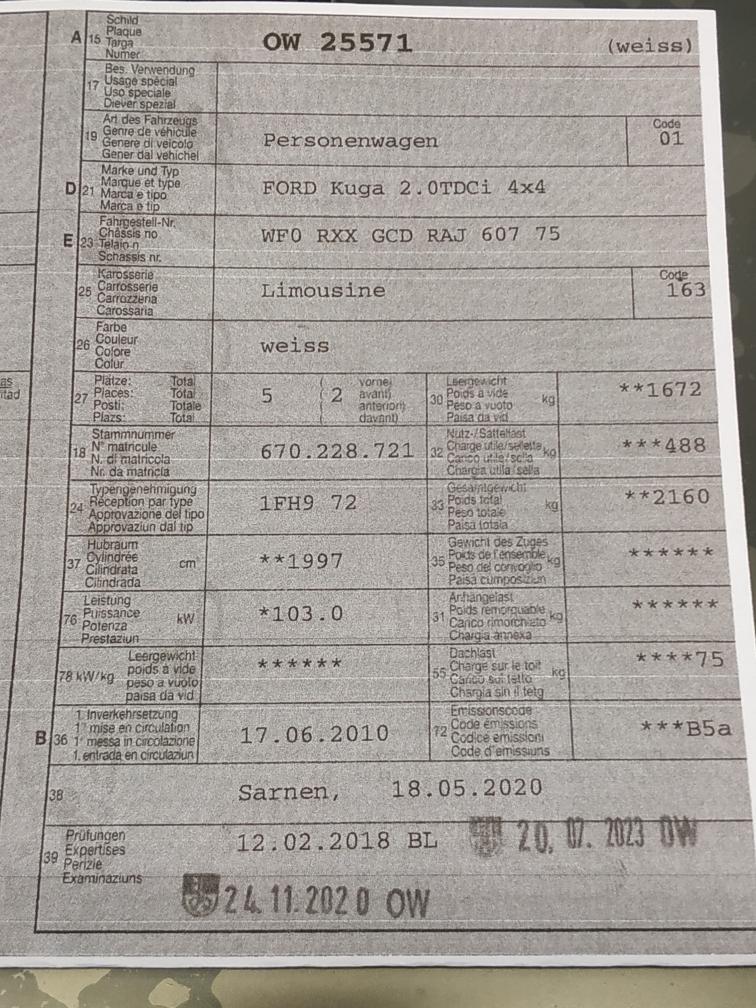 A 15 Schild
Plaque
Targa
Numer
OW 25571 (weiss)
17 Bes. Verwendung
Usage spécial
Uso speciale
Diever spezial
19 Art des Fahrzeugs
Genre de véhicule
Genere di veicolo
Gener dal vehichel
Personenwagen
Code
01
D 21 Marke und Typ
Marque et type
Marca e tipo
Marca e tip
FORD Kuga 2.0TDCi 4x4
E 23 Fahrgestell-Nr.
Châssis no
Telaio n
Schassis nr.
WF0 RXX GCD RAJ 607 75
25 Karosserie
Carrosserie
Carrozzeria
Carossaria
Limousine
Code
163
26 Farbe
Couleur
Colore
Colur
weiss
27 Plätze: Total
Places: Total
Posti: Totale
Plazs: Total
5 ( 2 vorne)
avant)
anteriori)
davant)
30 Leergewicht
Poids à vide
Peso a vuoto
Paisa da vid
kg
**1672
18 Stammnummer
N° matricule
N. di matricola
Nr. da matricla
670.228.721
32 Nutz-/Sattellast
Charge utile/sellette
Carico utile/sella
Chargia utila/sella
kg
***488
24 Typengenehmigung
Réception par type
Approvazione del tipo
Approvaziun dal tip
1FH9 72
33 Gesamtgewicht
Poids total
Peso totale
Paisa totala
kg
**2160
37 Hubraum
Cylindrée
Cilindrata
Cilindrada
cm³
**1997
35 Gewicht des Zuges
Poids de l'ensemble
Peso del convoglio
Paisa cumposiziun
kg
******
76 Leistung
Puissance
Potenza
Prestaziun
kW
*103.0
31 Anhängelast
Poids remorquable
Carico rimorchiato
Chargia annexa
kg
******
78 kW/kg Leergewicht
poids à vide
peso a vuoto
paisa da vid
******
55 Dachlast
Charge sur le toit
Carico sul tetto
Chargia sin il tetg
kg
****75
B 36 1. Inverkehrsetzung
1re mise en circulation
1a messa in circolazione
1. entrada en circulaziun
17.06.2010
72 Emissionscode
Code émissions
Codice emissioni
Code d'emissiuns
***B5a
38
Sarnen, 18.05.2020
39 Prüfungen
Expertises
Perizie
Examinaziuns
12.02.2018 BL 20. 07. 2023 OW
24. 11. 2020 OW